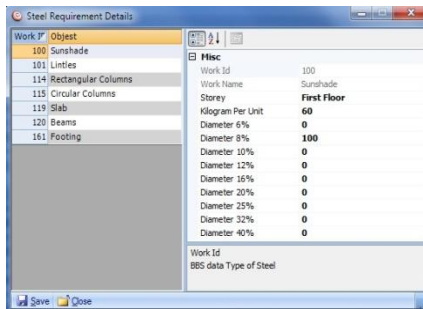 Steel Requirement Details
Work I Objest
100 Sunshade
101 Lintles
114 Rectangular Columns
115 Circular Columns
119 Slab
120 Beams
161 Footing
Misc
Work Id 100
Work Name Sunshade
Storey First Floor
Kilogram Per Unit 60
Diameter 6% 0
Diameter 8% 100
Diameter 10% 0
Diameter 12% 0
Diameter 16% 0
Diameter 20% 0
Diameter 25% 0
Diameter 32% 0
Diameter 40% 0
Work Id
BBS data Type of Steel
Save Close